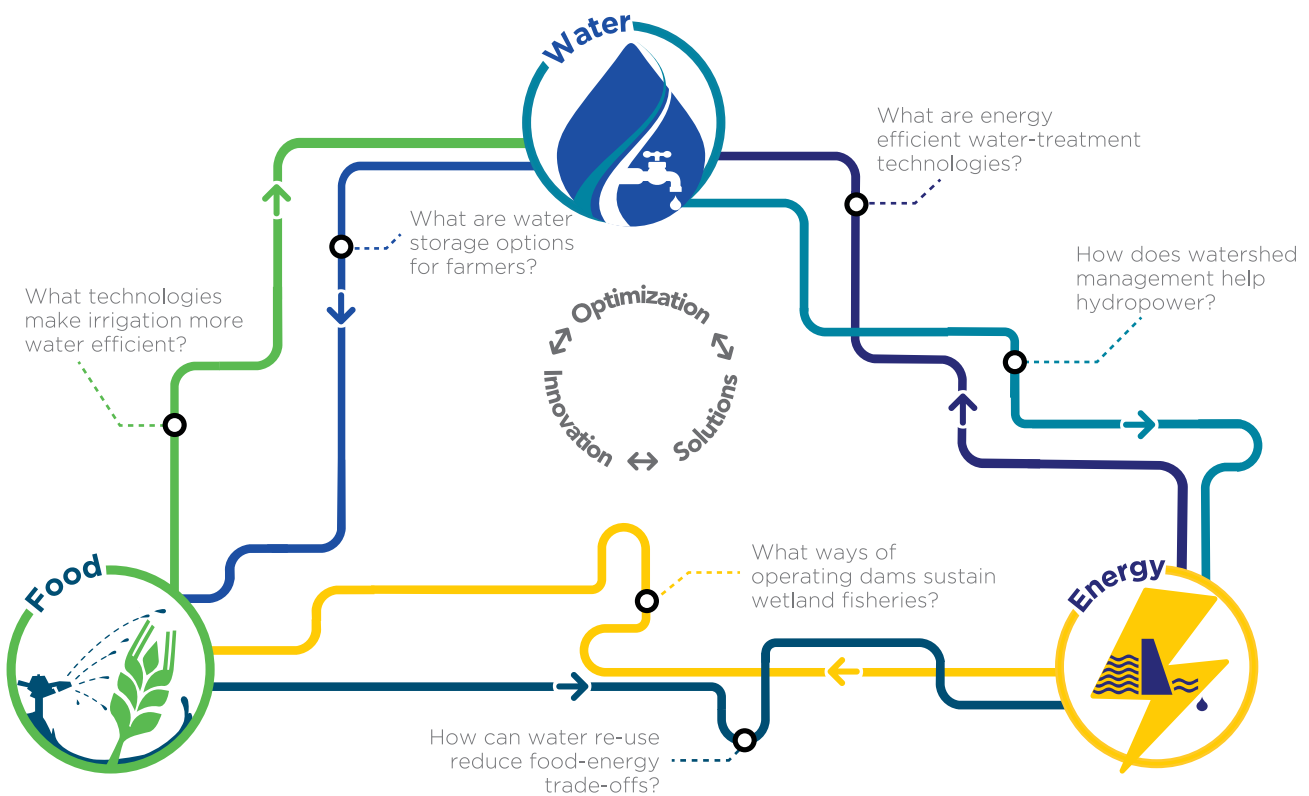 Water
What are energy
efficient water-treatment
technologies?
What are water
storage options
for farmers?
How does watershed
management help
hydropower?
What technologies
make irrigation more
water efficient?
Optimization
Innovation
Solutions
What ways of
operating dams sustain
wetland fisheries?
Food
Energy
How can water re-use
reduce food-energy
trade-offs?